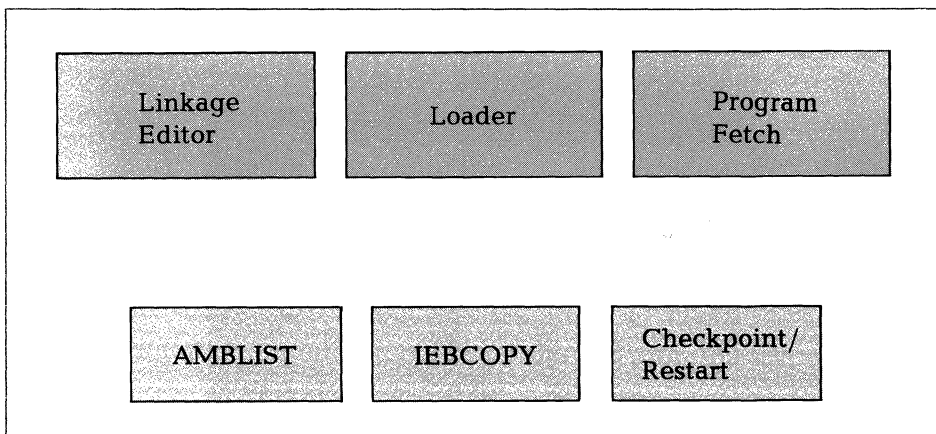 Linkage
Editor
Loader
Program
Fetch
AMBLIST
IEBCOPY
Checkpoint/
Restart